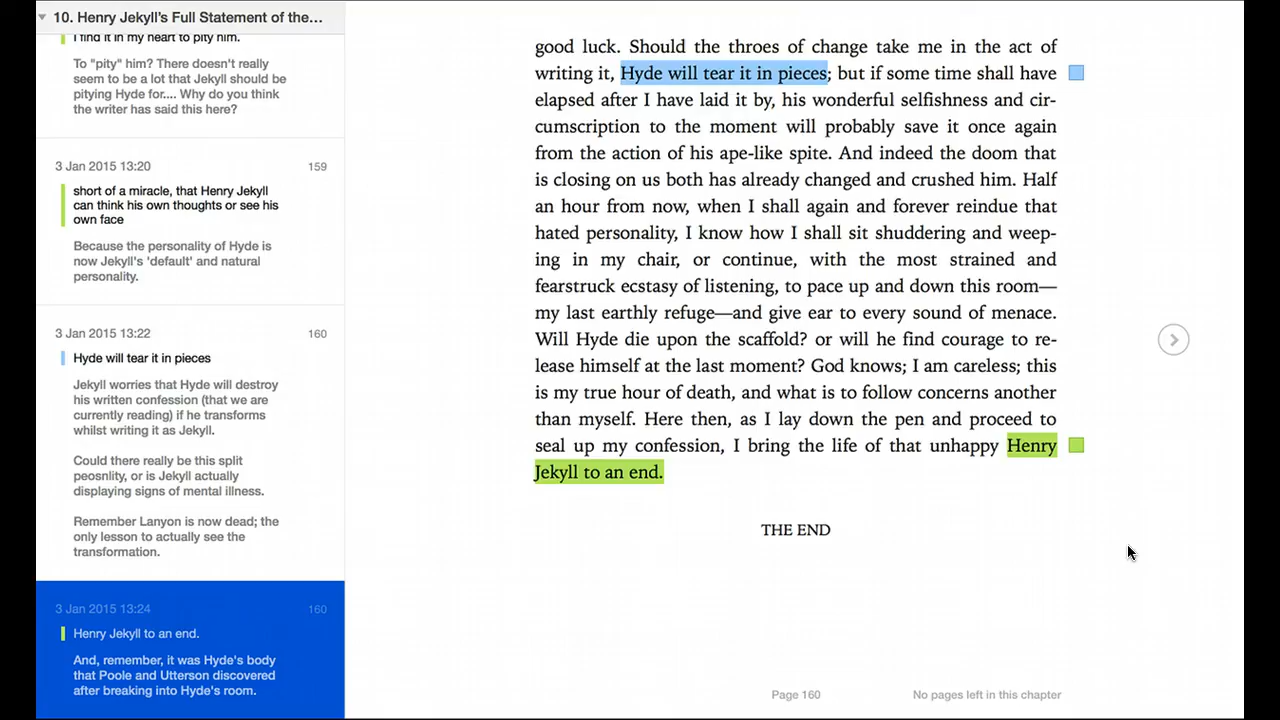 10. Henry Jekyll's Full Statement of the...
I find it in my heart to pity him.
To "pity" him? There doesn't really
seem to be a lot that Jekyll should be
pitying Hyde for.... Why do you think
the writer has said this here?
3 Jan 2015 13:20 159
short of a miracle, that Henry Jekyll
can think his own thoughts or see his
own face
Because the personality of Hyde is
now Jekyll's 'default' and natural
personality.
3 Jan 2015 13:22 160
Hyde will tear it in pieces
Jekyll worries that Hyde will destroy
his written confession (that we are
currently reading) if he transforms
whilst writing it as Jekyll.
Could there really be this split
peosnlity, or is Jekyll actually
displaying signs of mental illness.
Remember Lanyon is now dead; the
only lesson to actually see the
transformation.
3 Jan 2015 13:24 160
Henry Jekyll to an end.
And, remember, it was Hyde's body
that Poole and Utterson discovered
after breaking into Hyde's room.
good luck. Should the throes of change take me in the act of
writing it, Hyde will tear it in pieces; but if some time shall have
elapsed after I have laid it by, his wonderful selfishness and cir-
cumscription to the moment will probably save it once again
from the action of his ape-like spite. And indeed the doom that
is closing on us both has already changed and crushed him. Half
an hour from now, when I shall again and forever reindue that
hated personality, I know how I shall sit shuddering and weep-
ing in my chair, or continue, with the most strained and
fearstruck ecstasy of listening, to pace up and down this room—
my last earthly refuge—and give ear to every sound of menace.
Will Hyde die upon the scaffold? or will he find courage to re-
lease himself at the last moment? God knows; I am careless; this
is my true hour of death, and what is to follow concerns another
than myself. Here then, as I lay down the pen and proceed to
seal up my confession, I bring the life of that unhappy Henry
Jekyll to an end.
THE END
Page 160 No pages left in this chapter